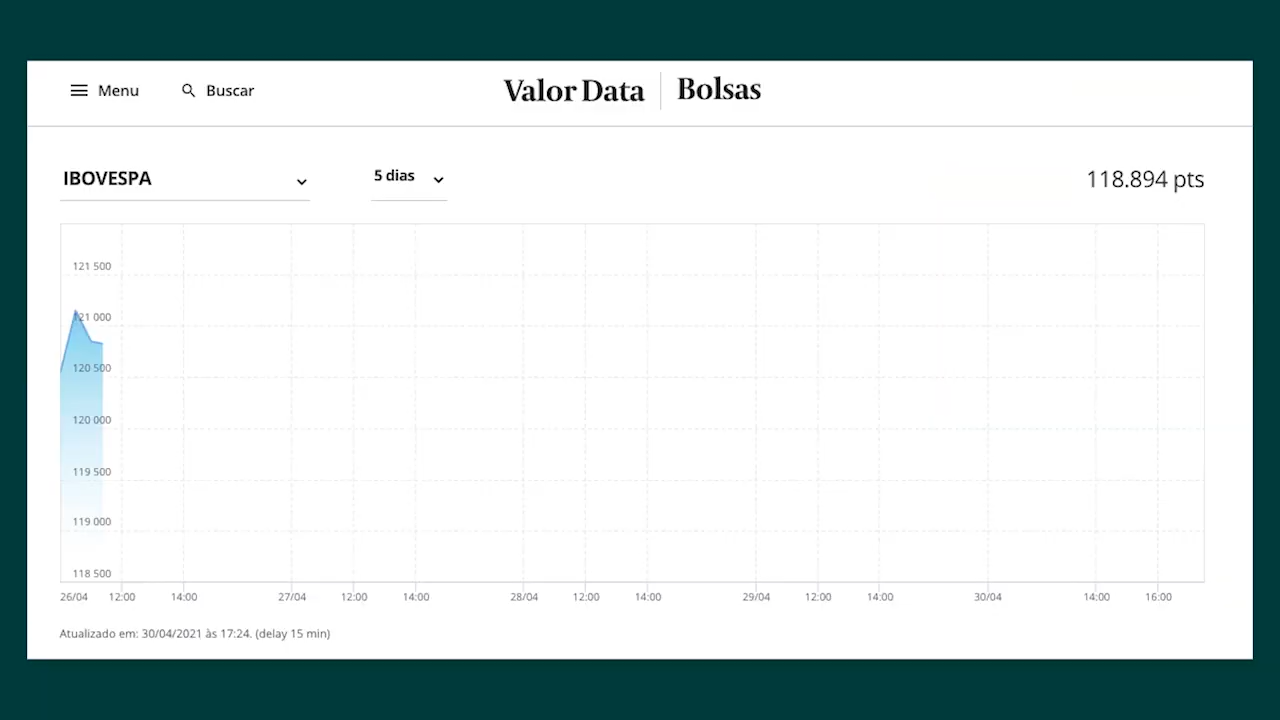 Menu
Buscar
Valor Data
Bolsas
IBOVESPA
5 dias
118.894 pts
121 500
121 000
120 500
120 000
119 500
119 000
118 500
26/04 12:00 14:00 27/04 12:00 14:00 28/04 12:00 14:00 29/04 12:00 14:00 30/04 14:00 16:00
Atualizado em: 30/04/2021 às 17:24. (delay 15 min)